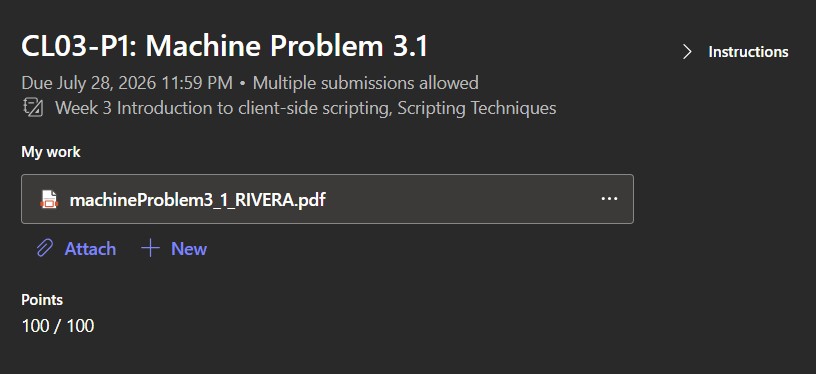 CL03-P1: Machine Problem 3.1
Instructions
Due July 28, 2026 11:59 PM • Multiple submissions allowed
Week 3 Introduction to client-side scripting, Scripting Techniques
My work
machineProblem3_1_RIVERA.pdf
Attach
New
Points
100 / 100